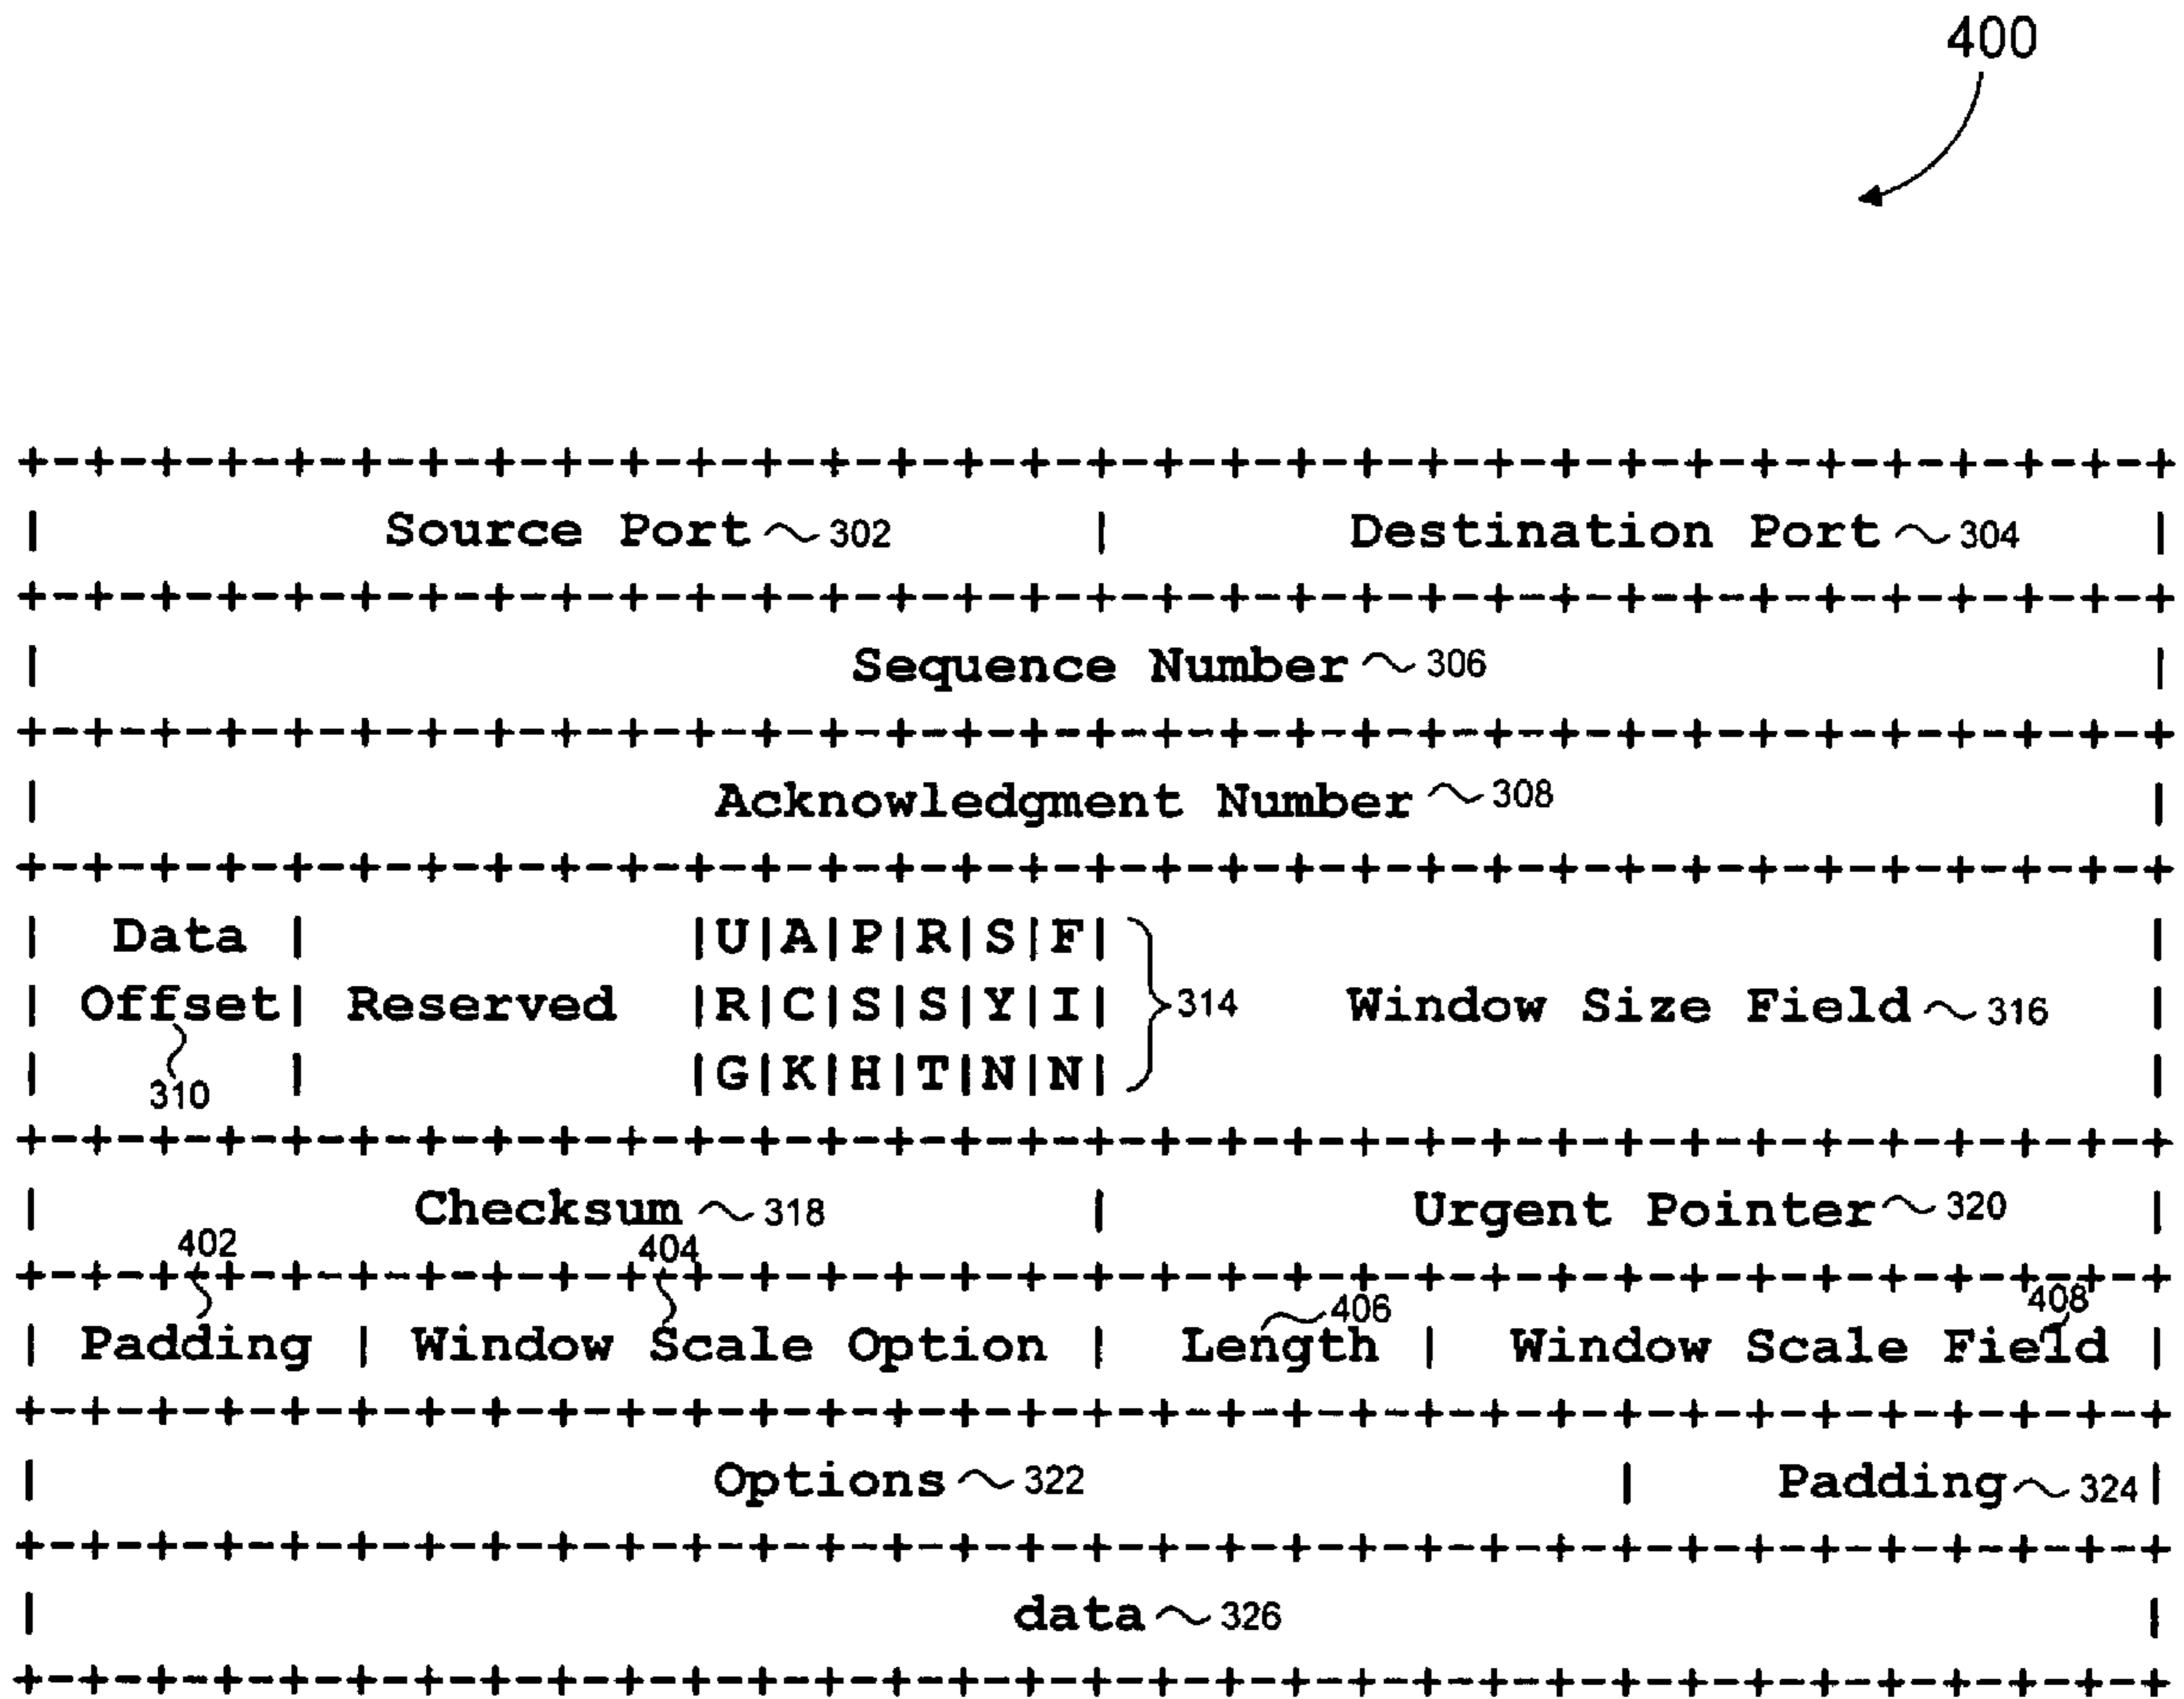 400
+-+-+-+-+-+-+-+-+-+-+-+-+-+-+-+-+-+-+-+-+-+-+-+-+-+-+-+-+-+-+-+-+
| Source Port 302 | Destination Port 304 |
+-+-+-+-+-+-+-+-+-+-+-+-+-+-+-+-+-+-+-+-+-+-+-+-+-+-+-+-+-+-+-+-+
| Sequence Number 306 |
+-+-+-+-+-+-+-+-+-+-+-+-+-+-+-+-+-+-+-+-+-+-+-+-+-+-+-+-+-+-+-+-+
| Acknowledgment Number 308 |
+-+-+-+-+-+-+-+-+-+-+-+-+-+-+-+-+-+-+-+-+-+-+-+-+-+-+-+-+-+-+-+-+
| Data | |U|A|P|R|S|F| |
| Offset| Reserved |R|C|S|S|Y|I| 314 Window Size Field 316 |
| 310 | |G|K|H|T|N|N| |
+-+-+-+-+-+-+-+-+-+-+-+-+-+-+-+-+-+-+-+-+-+-+-+-+-+-+-+-+-+-+-+-+
| Checksum 318 | Urgent Pointer 320 |
402 404
+-+-+-+-+-+-+-+-+-+-+-+-+-+-+-+-+-+-+-+-+-+-+-+-+-+-+-+-+-+-+-+-+
406 408
| Padding | Window Scale Option | Length | Window Scale Field |
+-+-+-+-+-+-+-+-+-+-+-+-+-+-+-+-+-+-+-+-+-+-+-+-+-+-+-+-+-+-+-+-+
| Options 322 | Padding 324 |
+-+-+-+-+-+-+-+-+-+-+-+-+-+-+-+-+-+-+-+-+-+-+-+-+-+-+-+-+-+-+-+-+
| data 326 |
+-+-+-+-+-+-+-+-+-+-+-+-+-+-+-+-+-+-+-+-+-+-+-+-+-+-+-+-+-+-+-+-+